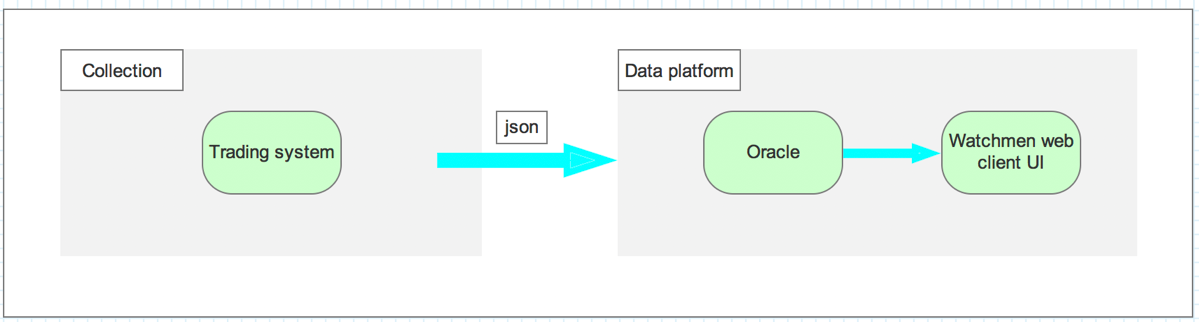 Collection
Trading system
json
Data platform
Oracle
Watchmen web
client UI